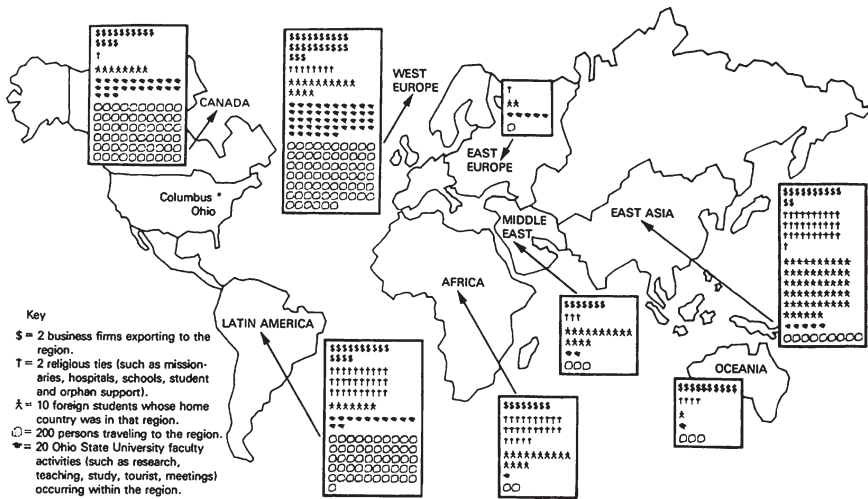 $$$$$$$$$$
$$$$
†
CANADA
$$$$$$$$$$
$$$$$$$$$$
$$$
††††††††
WEST
EUROPE
†
EAST
EUROPE
Columbus
Ohio
MIDDLE
EAST
EAST ASIA
$$$$$$$$$$
$$
††††††††††
††††††††††
††††††††††
†
AFRICA
LATIN AMERICA
$$$$$$$
†††
OCEANIA
$$$$$$$$$$
††††
$$$$$$$$$$
$$$$
††††††††††
††††††††††
††††††††††
$$$$$$$$
††††††††††
††††††††††
†††††
Key
$ = 2 business firms exporting to the
region.
† = 2 religious ties (such as mission-
aries, hospitals, schools, student
and orphan support).
= 10 foreign students whose home
country was in that region.
= 200 persons traveling to the region.
= 20 Ohio State University faculty
activities (such as research,
teaching, study, tourist, meetings)
occurring within the region.